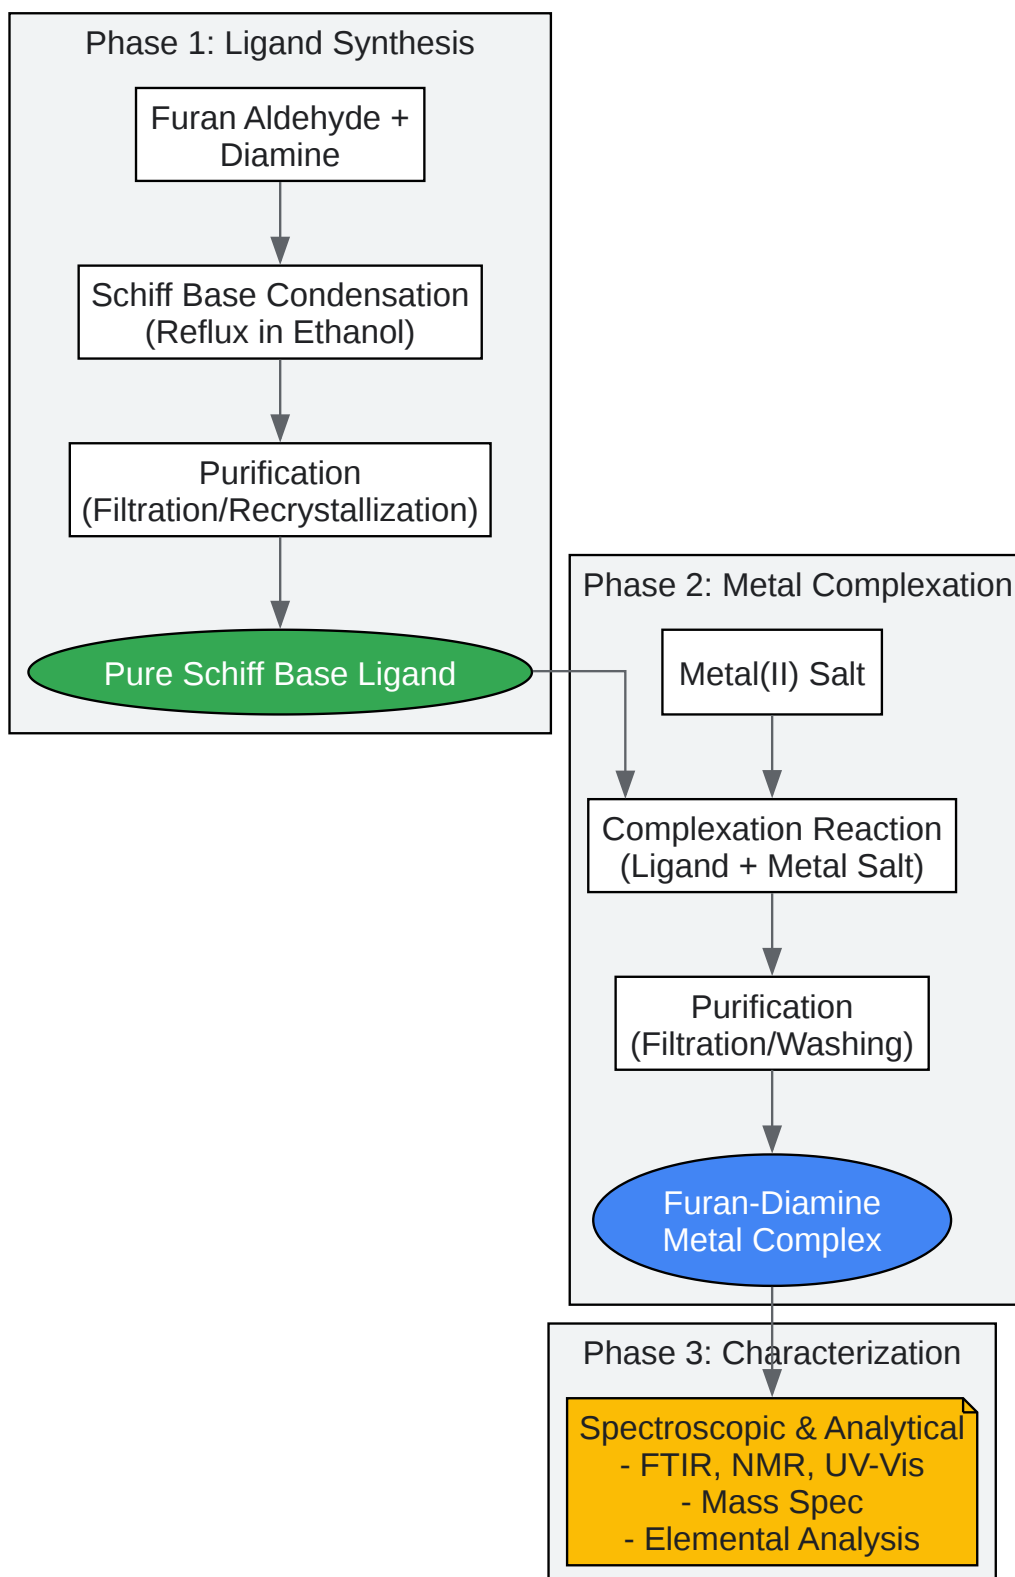 Phase 1: Ligand Synthesis
Furan Aldehyde +
Diamine
Schiff Base Condensation
(Reflux in Ethanol)
Purification
(Filtration/Recrystallization)
Pure Schiff Base Ligand
Phase 2: Metal Complexation
Metal(II) Salt
Complexation Reaction
(Ligand + Metal Salt)
Purification
(Filtration/Washing)
Furan-Diamine
Metal Complex
Phase 3: Characterization
Spectroscopic & Analytical
- FTIR, NMR, UV-Vis
- Mass Spec
- Elemental Analysis